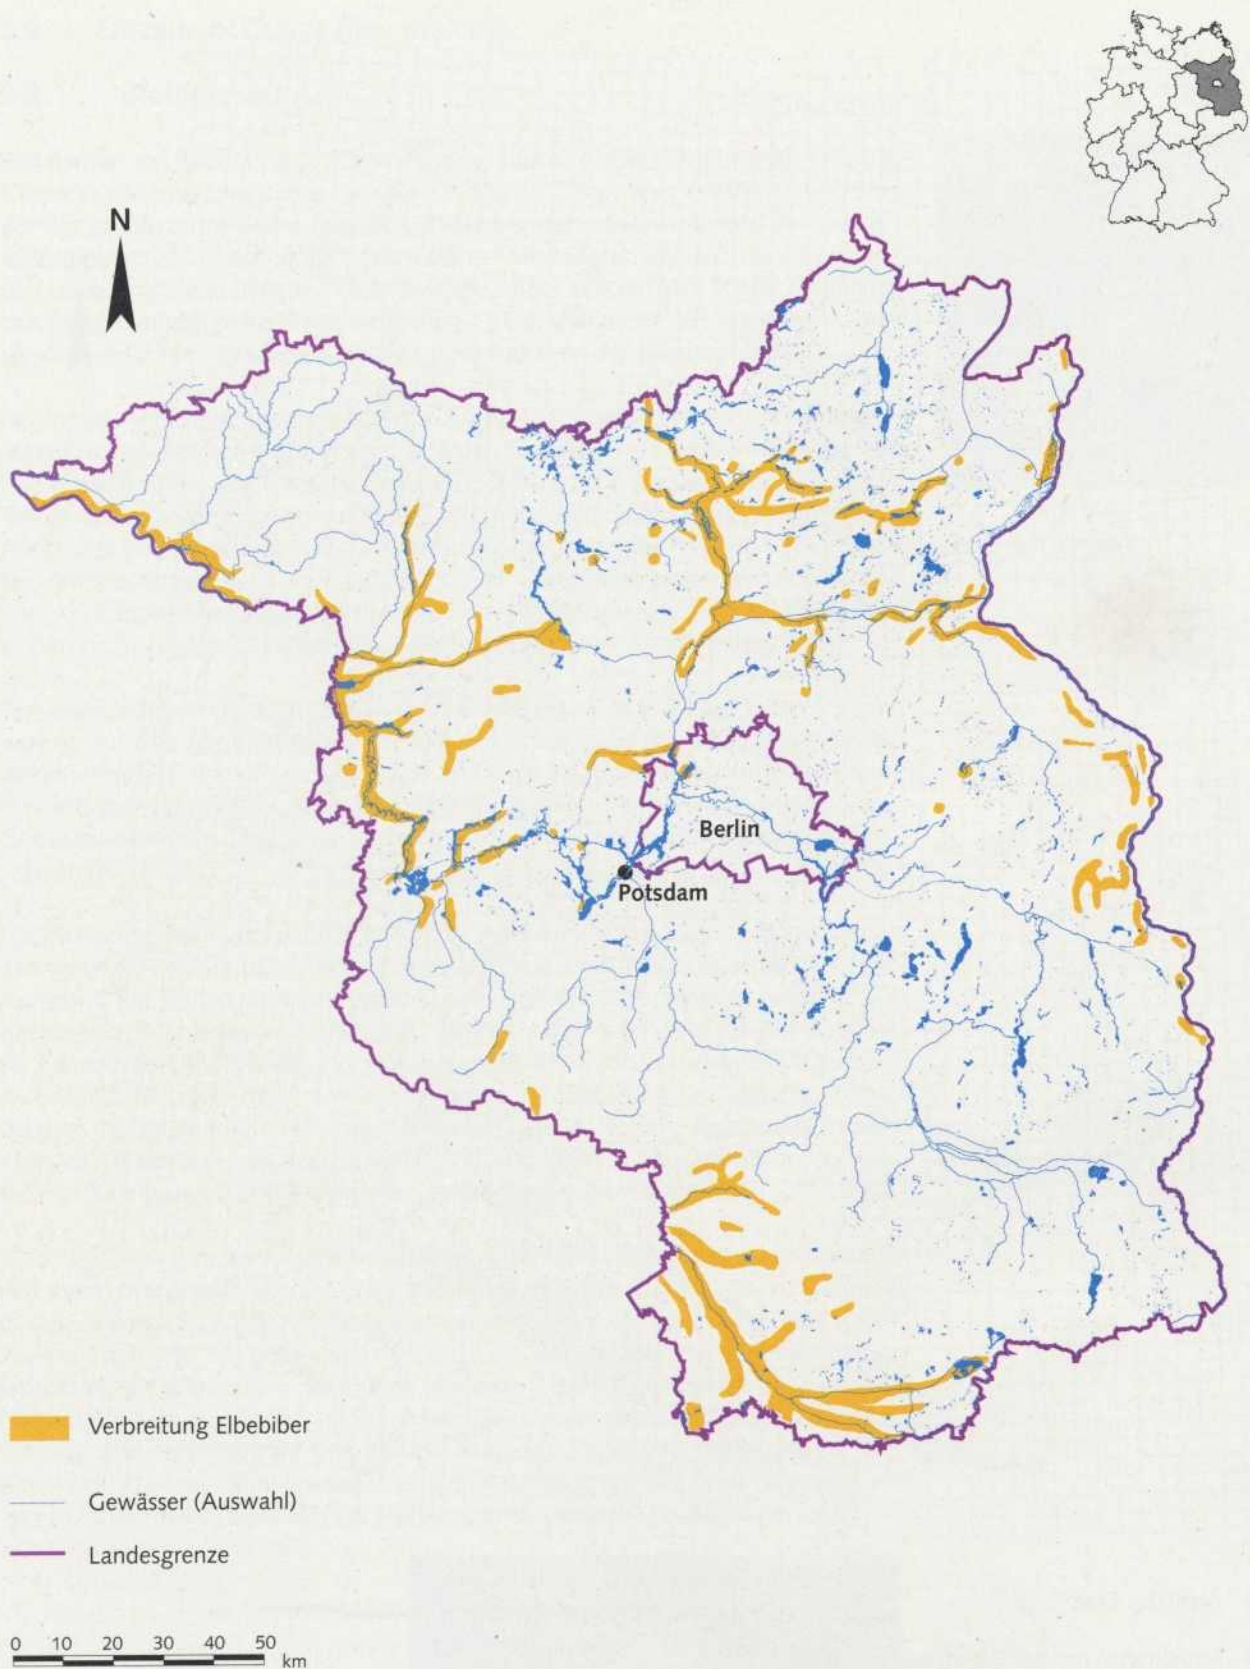 N
Berlin
Potsdam
Verbreitung Elbebiber
Gewässer (Auswahl)
Landesgrenze
0 10 20 30 40 50
km